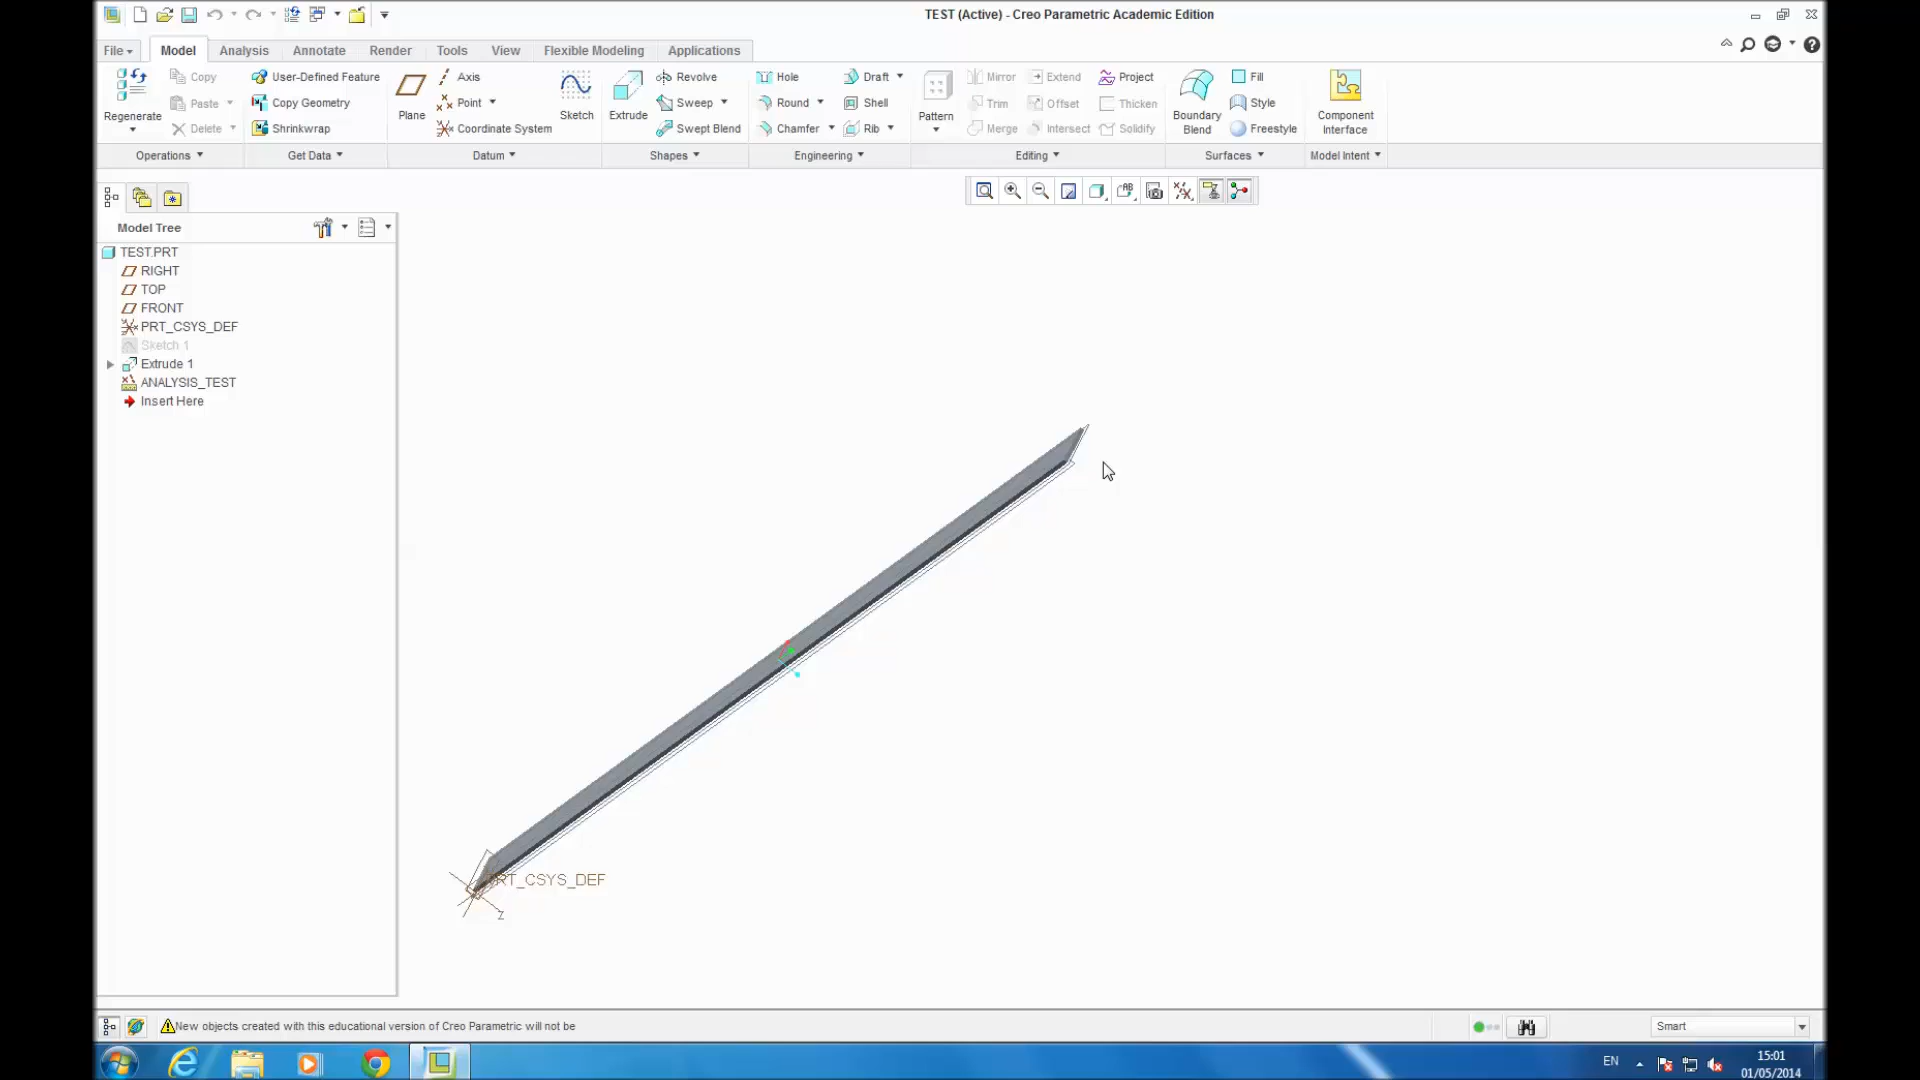 TEST (Active) - Creo Parametric Academic Edition
File Model Analysis Annotate Render Tools View Flexible Modeling Applications
Regenerate
Copy
Paste
Delete
User-Defined Feature
Copy Geometry
Shrinkwrap
Plane
Axis
Point
Coordinate System
Sketch
Extrude
Revolve
Sweep
Swept Blend
Hole
Round
Chamfer
Draft
Shell
Rib
Pattern
Mirror
Trim
Merge
Extend
Offset
Intersect
Project
Thicken
Solidify
Boundary
Blend
Fill
Style
Freestyle
Component
Interface
Operations Get Data Datum Shapes Engineering Editing Surfaces Model Intent
Model Tree
TEST.PRT
RIGHT
TOP
FRONT
PRT_CSYS_DEF
Sketch 1
Extrude 1
ANALYSIS_TEST
Insert Here
RT_CSYS_DEF
Z
New objects created with this educational version of Creo Parametric will not be
Smart
EN
15:01
01/05/2014